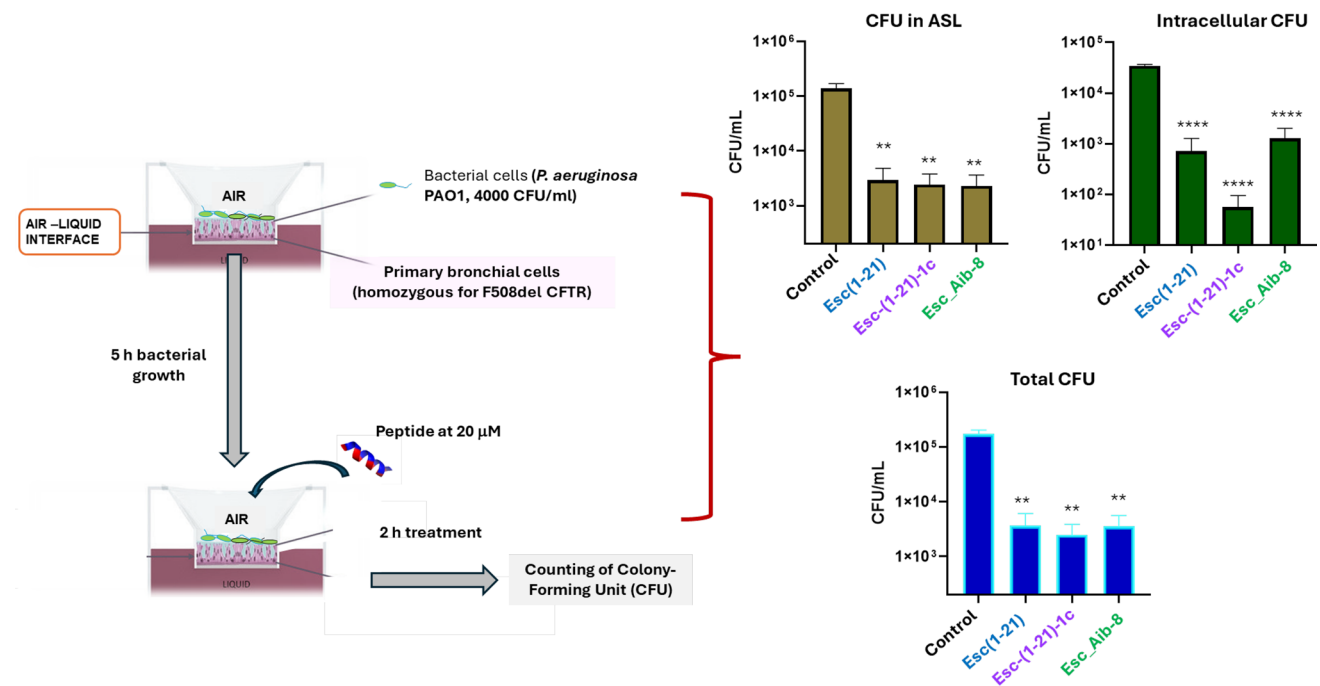 AIR
AIR –LIQUID
INTERFACE
Bacterial cells (P. aeruginosa
PAO1, 4000 CFU/ml)
Primary bronchial cells
(homozygous for F508del CFTR)
5 h bacterial
growth
Peptide at 20 µM
AIR
LIQUID
2 h treatment
Counting of Colony-
Forming Unit (CFU)
CFU in ASL
CFU/mL
1×10⁶
1×10⁵
1×10⁴
1×10³
**
**
**
Control
Esc(1-21)
Esc-(1-21)-1c
Esc_Aib-8
Intracellular CFU
CFU/mL
1×10⁵
1×10⁴
1×10³
1×10²
1×10¹
****
****
****
Control
Esc(1-21)
Esc-(1-21)-1c
Esc_Aib-8
Total CFU
CFU/mL
1×10⁶
1×10⁵
1×10⁴
1×10³
**
**
**
Control
Esc(1-21)
Esc-(1-21)-1c
Esc_Aib-8